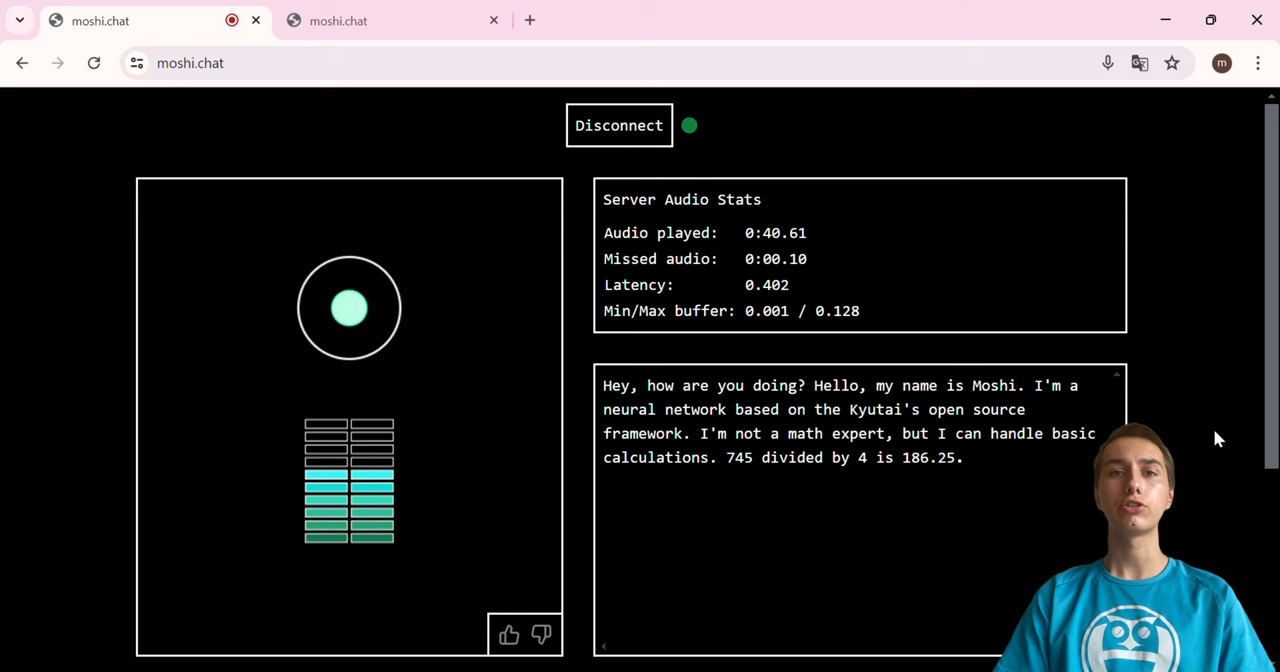 moshi.chat
moshi.chat
moshi.chat
m
Disconnect
Server Audio Stats
Audio played: 0:40.61
Missed audio: 0:00.10
Latency: 0.402
Min/Max buffer: 0.001 / 0.128
Hey, how are you doing? Hello, my name is Moshi. I'm a
neural network based on the Kyutai's open source
framework. I'm not a math expert, but I can handle basic
calculations. 745 divided by 4 is 186.25.